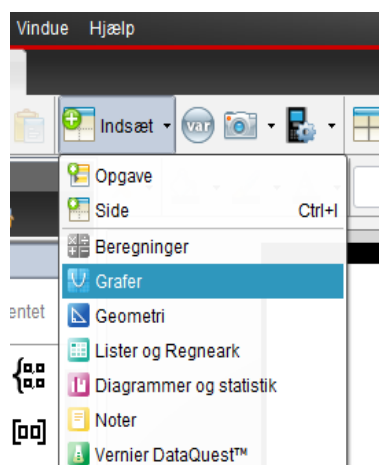 Vindue Hjælp
Indsæt
var
Opgave
Side Ctrl+I
Beregninger
Grafer
entet
Geometri
Lister og Regneark
Diagrammer og statistik
Noter
Vernier DataQuest™